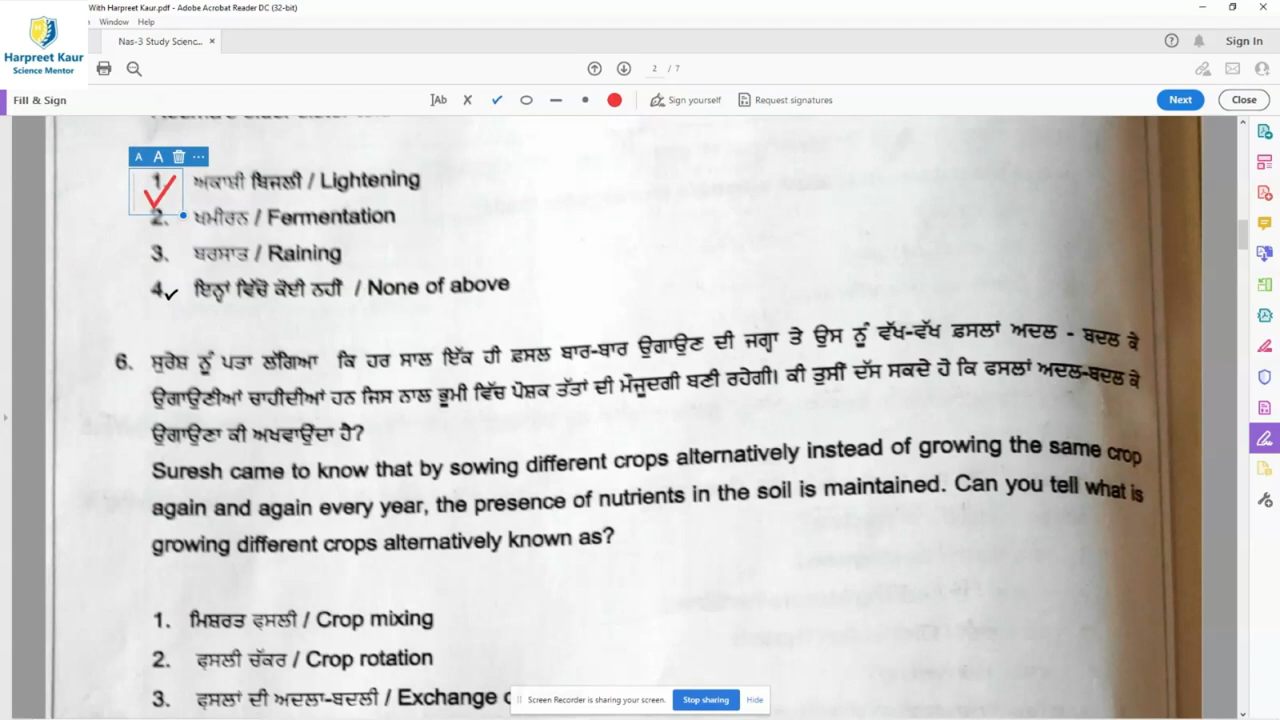 With Harpreet Kaur.pdf - Adobe Acrobat Reader DC (32-bit)
Window Help
Harpreet Kaur
Science Mentor
Nas-3 Study Scienc... ×
Sign In
2 / 7
Fill & Sign
Ab
Sign yourself
Request signatures
Next
Close
A A
1. ਅਕਾਸ਼ੀ ਬਿਜਲੀ / Lightening
2. ਖਮੀਰਨ / Fermentation
3. ਬਰਸਾਤ / Raining
4. ਇਨ੍ਹਾਂ ਵਿੱਚੋਂ ਕੋਈ ਨਹੀਂ / None of above
6. ਸੁਰੇਸ਼ ਨੂੰ ਪਤਾ ਲੱਗਿਆ ਕਿ ਹਰ ਸਾਲ ਇੱਕ ਹੀ ਫ਼ਸਲ ਬਾਰ-ਬਾਰ ਉਗਾਉਣ ਦੀ ਜਗ੍ਹਾ ਤੇ ਉਸ ਨੂੰ ਵੱਖ-ਵੱਖ ਫ਼ਸਲਾਂ ਅਦਲ - ਬਦਲ ਕੇ
ਉਗਾਉਣੀਆਂ ਚਾਹੀਦੀਆਂ ਹਨ ਜਿਸ ਨਾਲ ਭੂਮੀ ਵਿੱਚ ਪੋਸ਼ਕ ਤੱਤਾਂ ਦੀ ਮੌਜੂਦਗੀ ਬਣੀ ਰਹੇਗੀ। ਕੀ ਤੁਸੀਂ ਦੱਸ ਸਕਦੇ ਹੋ ਕਿ ਫਸਲਾਂ ਅਦਲ-ਬਦਲ ਕੇ
ਉਗਾਉਣਾ ਕੀ ਅਖਵਾਉਂਦਾ ਹੈ?
Suresh came to know that by sowing different crops alternatively instead of growing the same crop
again and again every year, the presence of nutrients in the soil is maintained. Can you tell what is
growing different crops alternatively known as?
1. ਮਿਸ਼ਰਤ ਫ਼ਸਲੀ / Crop mixing
2. ਫ਼ਸਲੀ ਚੱਕਰ / Crop rotation
3. ਫ਼ਸਲਾਂ ਦੀ ਅਦਲਾ-ਬਦਲੀ / Exchange
Screen Recorder is sharing your screen.
Stop sharing
Hide